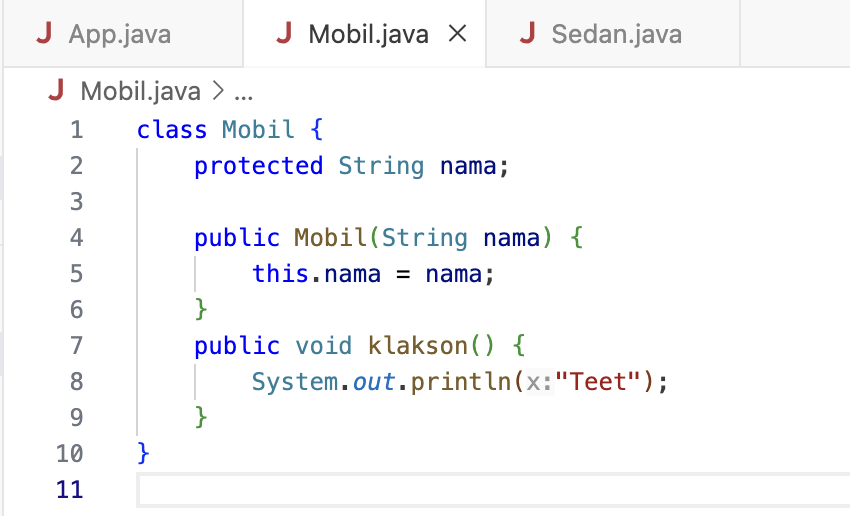 J App.java J Mobil.java × J Sedan.java
J Mobil.java > ...
1 class Mobil {
2     protected String nama;
3
4     public Mobil(String nama) {
5         this.nama = nama;
6     }
7     public void klakson() {
8         System.out.println(x:"Teet");
9     }
10 }
11